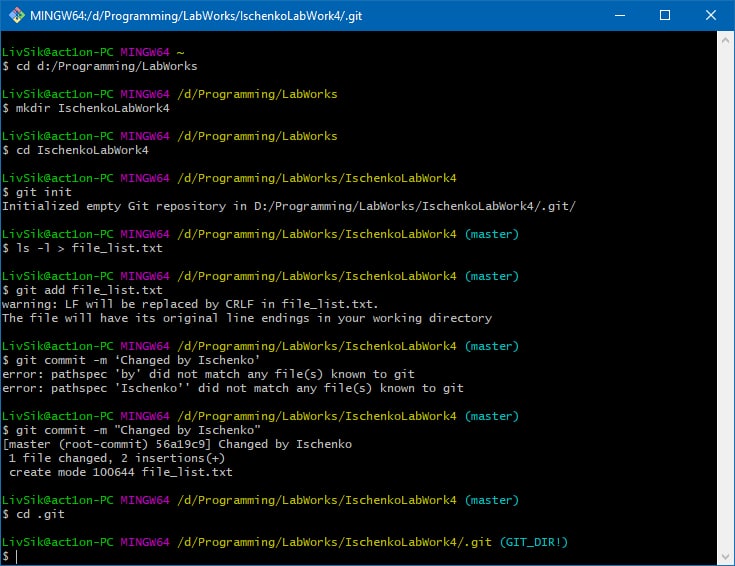 MINGW64:/d/Programming/LabWorks/IschenkoLabWork4/.git
LivSik@act1on-PC MINGW64 ~
$ cd d:/Programming/LabWorks
LivSik@act1on-PC MINGW64 /d/Programming/LabWorks
$ mkdir IschenkoLabWork4
LivSik@act1on-PC MINGW64 /d/Programming/LabWorks
$ cd IschenkoLabWork4
LivSik@act1on-PC MINGW64 /d/Programming/LabWorks/IschenkoLabWork4
$ git init
Initialized empty Git repository in D:/Programming/LabWorks/IschenkoLabWork4/.git/
LivSik@act1on-PC MINGW64 /d/Programming/LabWorks/IschenkoLabWork4 (master)
$ ls -l > file_list.txt
LivSik@act1on-PC MINGW64 /d/Programming/LabWorks/IschenkoLabWork4 (master)
$ git add file_list.txt
warning: LF will be replaced by CRLF in file_list.txt.
The file will have its original line endings in your working directory
LivSik@act1on-PC MINGW64 /d/Programming/LabWorks/IschenkoLabWork4 (master)
$ git commit -m ‘Changed by Ischenko’
error: pathspec 'by' did not match any file(s) known to git
error: pathspec 'Ischenko’' did not match any file(s) known to git
LivSik@act1on-PC MINGW64 /d/Programming/LabWorks/IschenkoLabWork4 (master)
$ git commit -m "Changed by Ischenko"
[master (root-commit) 56a19c9] Changed by Ischenko
1 file changed, 2 insertions(+)
create mode 100644 file_list.txt
LivSik@act1on-PC MINGW64 /d/Programming/LabWorks/IschenkoLabWork4 (master)
$ cd .git
LivSik@act1on-PC MINGW64 /d/Programming/LabWorks/IschenkoLabWork4/.git (GIT_DIR!)
$